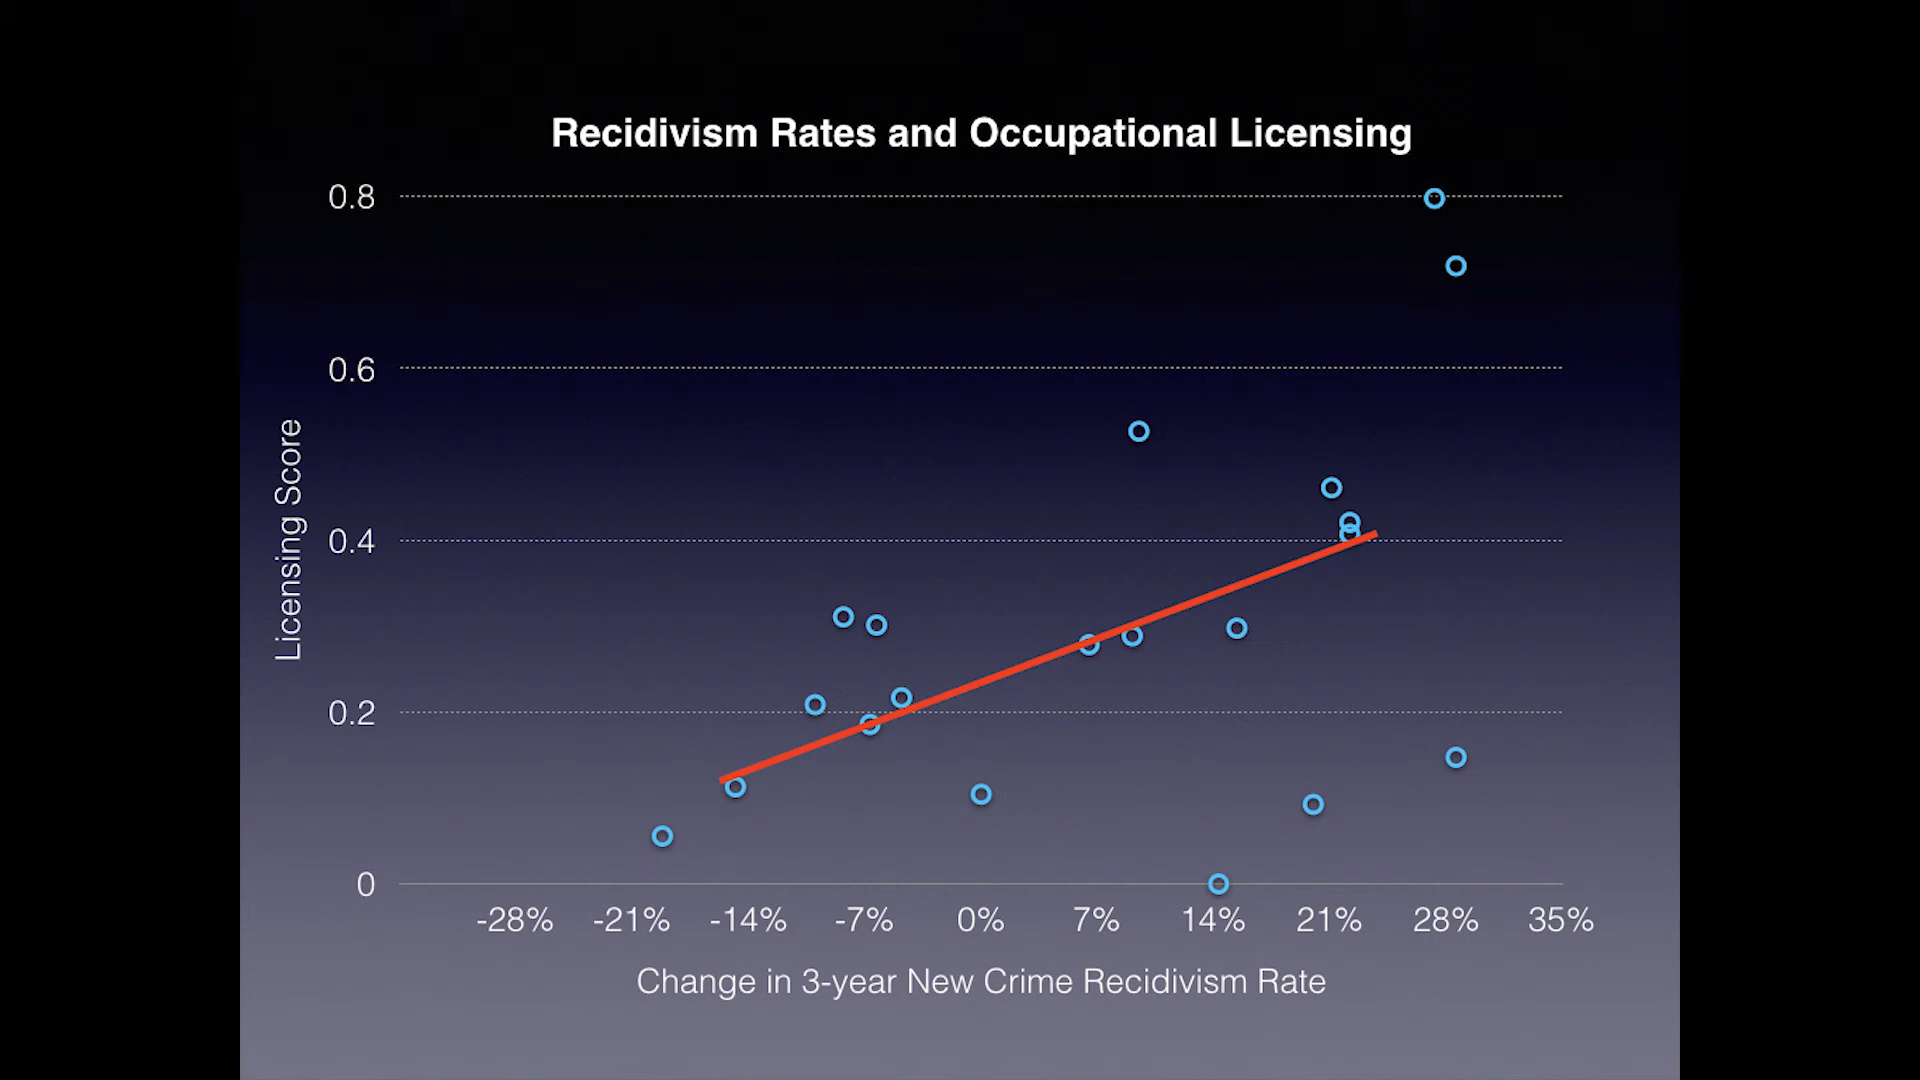 Recidivism Rates and Occupational Licensing
0.8
0.6
0.4
0.2
0
Licensing Score
-28% -21% -14% -7% 0% 7% 14% 21% 28% 35%
Change in 3-year New Crime Recidivism Rate